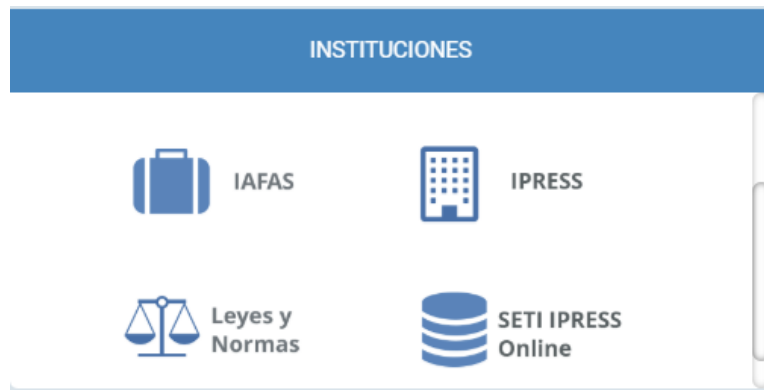 INSTITUCIONES
IAFAS
IPRESS
Leyes y
Normas
SETI IPRESS
Online